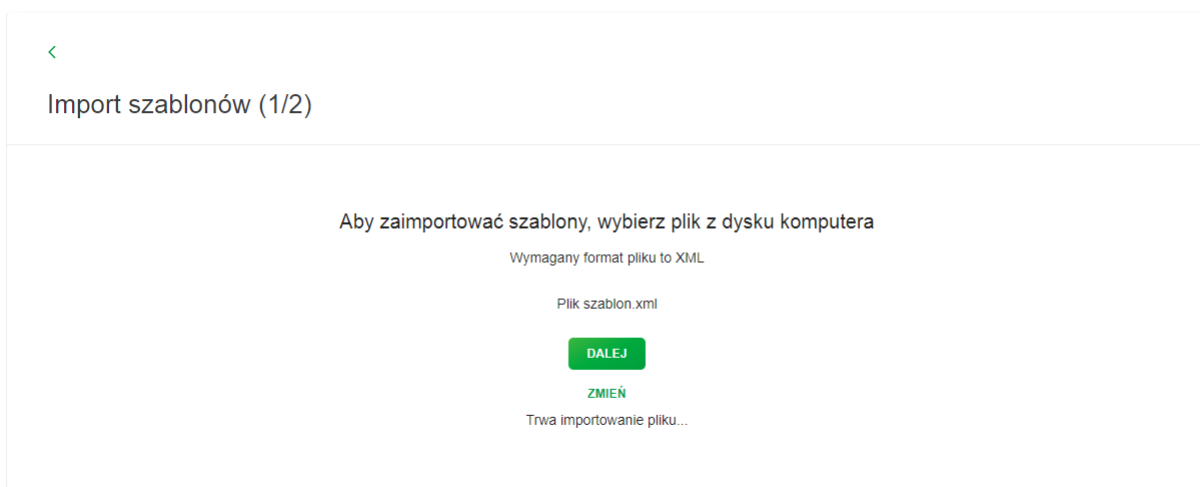 Import szablonów (1/2)
Aby zaimportować szablony, wybierz plik z dysku komputera
Wymagany format pliku to XML
Plik szablon.xml
DALEJ
ZMIEŃ
Trwa importowanie pliku...